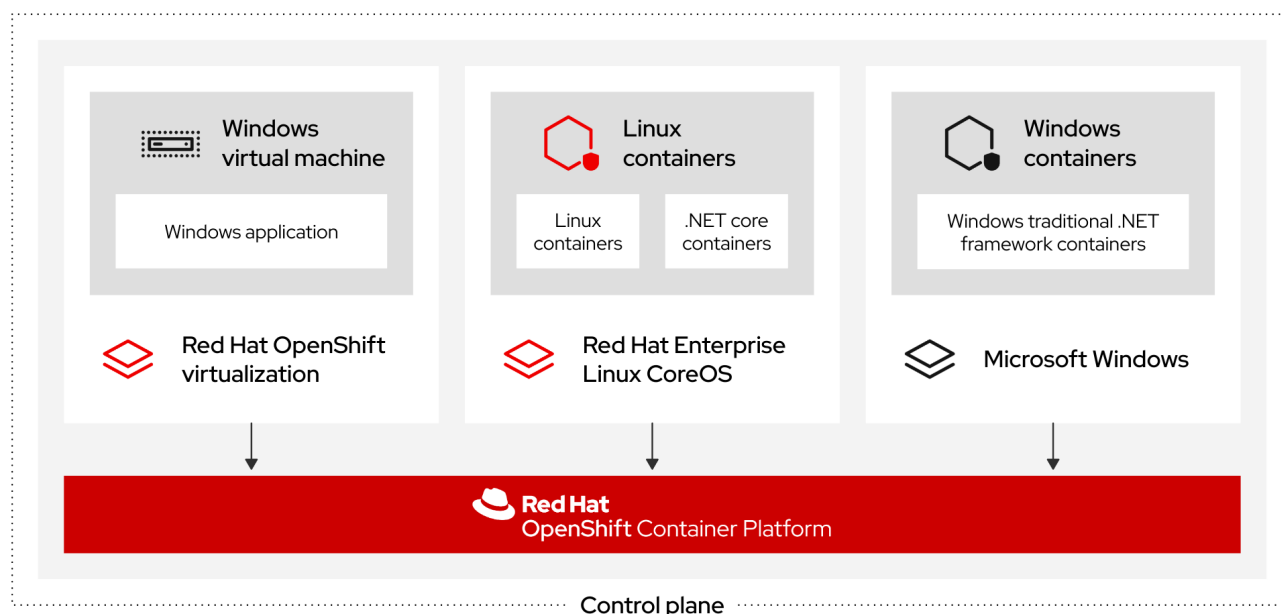 Windows
virtual machine
Windows application
Red Hat OpenShift
virtualization
Linux
containers
Linux
containers
.NET core
containers
Red Hat Enterprise
Linux CoreOS
Windows
containers
Windows traditional .NET
framework containers
Microsoft Windows
Red Hat
OpenShift Container Platform
Control plane